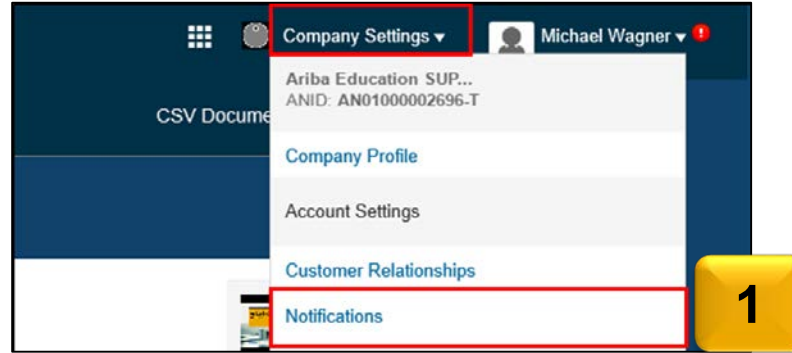 Company Settings ▾ Michael Wagner ▾ !
Ariba Education SUP...
ANID: AN01000002696-T
CSV Docume
Company Profile
Account Settings
Customer Relationships
Notifications
1